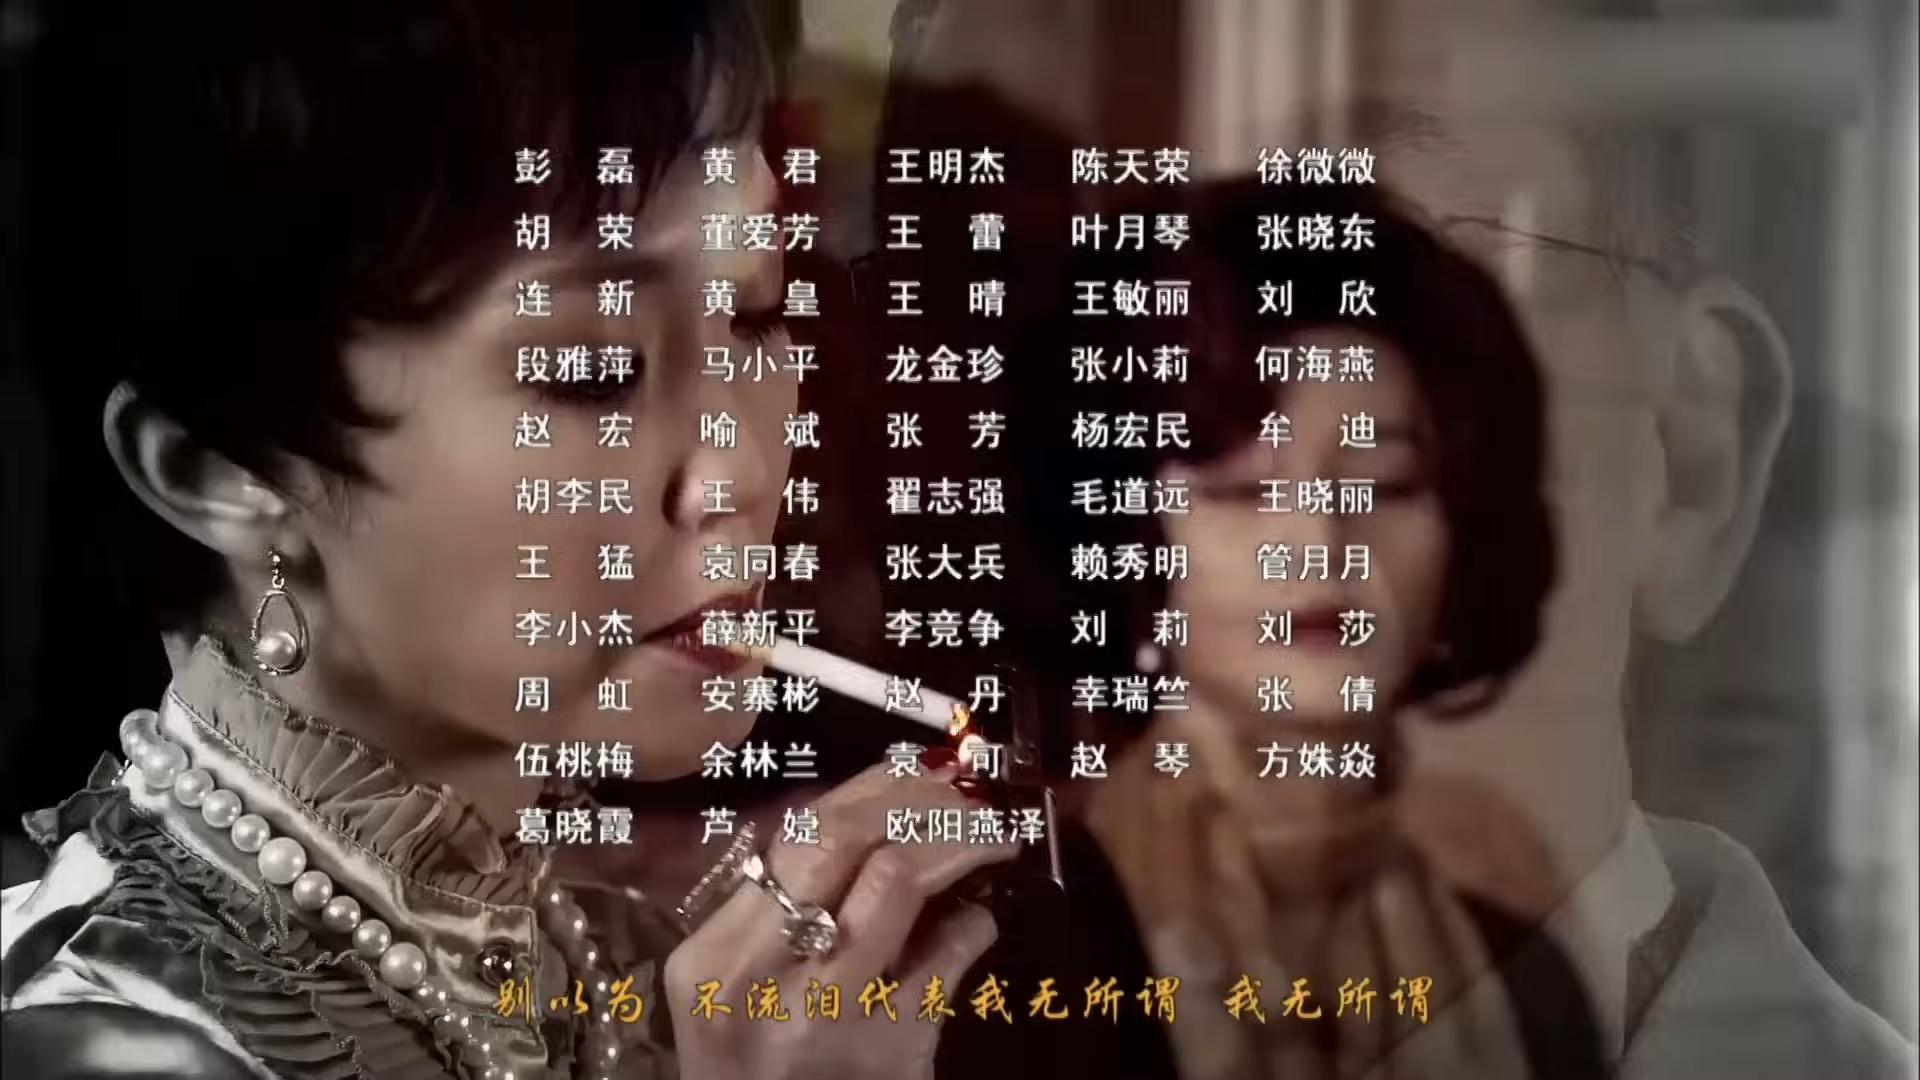 彭磊 黄君 王明杰 陈天荣 徐微微
胡荣 董爱芳 王蕾 叶月琴 张晓东
连新 黄皇 王晴 王敏丽 刘欣
段雅萍 马小平 龙金珍 张小莉 何海燕
赵宏 喻斌 张芳 杨宏民 牟迪
胡李民 王伟 翟志强 毛道远 王晓丽
王猛 袁同春 张大兵 赖秀明 管月月
李小杰 薛新平 李竞争 刘莉 刘莎
周虹 安寨彬 赵丹 幸瑞竺 张倩
伍桃梅 余林兰 袁可 赵琴 方姝焱
葛晓霞 芦婕 欧阳燕泽
别以为 不流泪代表我无所谓 我无所谓